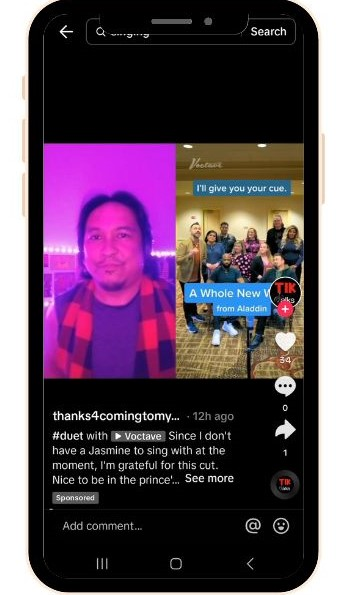 singing
Search
Voctave
I'll give you your cue.
A Whole New W
from Aladdin
TIK
Talks
34
0
1
thanks4comingtomy... · 12h ago
#duet with ▶ Voctave Since I don't
have a Jasmine to sing with at the
moment, I'm grateful for this cut.
Nice to be in the prince'... See more
Sponsored
TIK
Talks
Add comment...
@